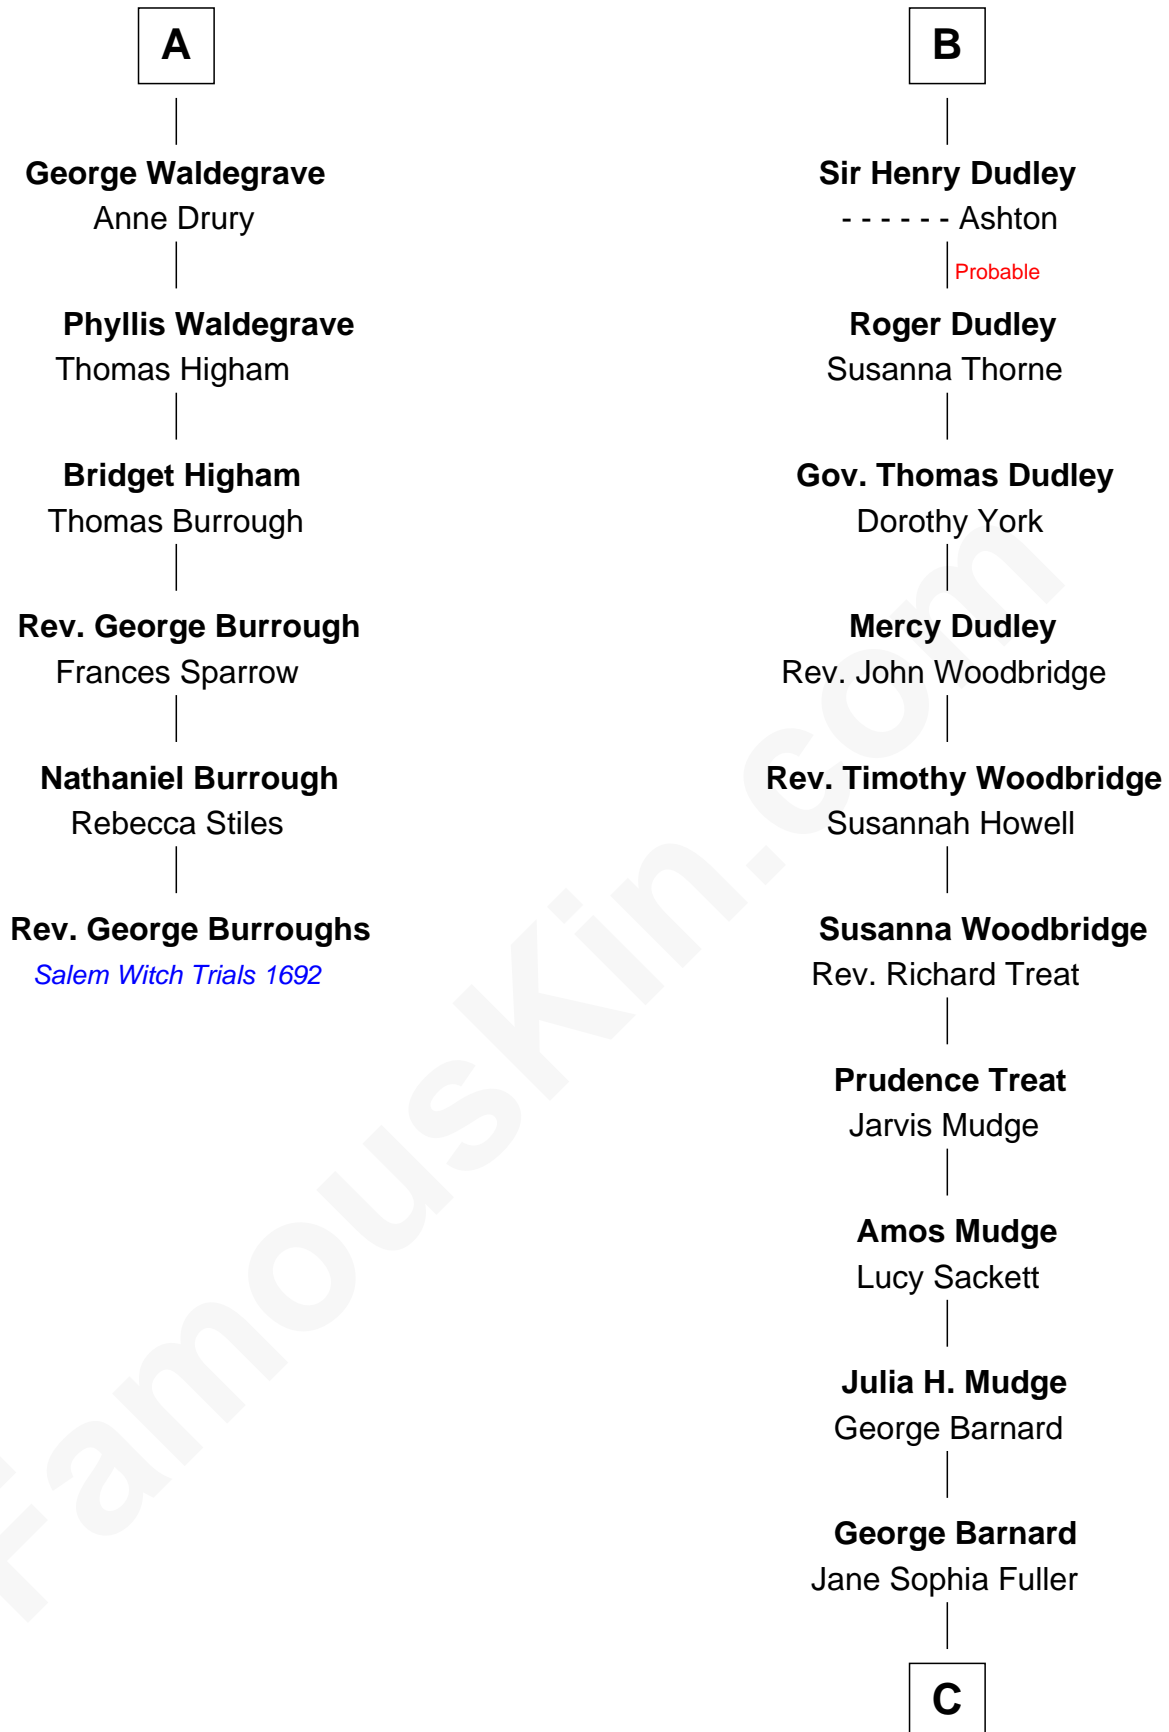 A
George Waldegrave
Anne Drury
Phyllis Waldegrave
Thomas Higham
Bridget Higham
Thomas Burrough
Rev. George Burrough
Frances Sparrow
Nathaniel Burrough
Rebecca Stiles
Rev. George Burroughs
Salem Witch Trials 1692
B
Sir Henry Dudley
- - - - - - Ashton
Probable
Roger Dudley
Susanna Thorne
Gov. Thomas Dudley
Dorothy York
Mercy Dudley
Rev. John Woodbridge
Rev. Timothy Woodbridge
Susannah Howell
Susanna Woodbridge
Rev. Richard Treat
Prudence Treat
Jarvis Mudge
Amos Mudge
Lucy Sackett
Julia H. Mudge
George Barnard
George Barnard
Jane Sophia Fuller
C
FamousKin.com